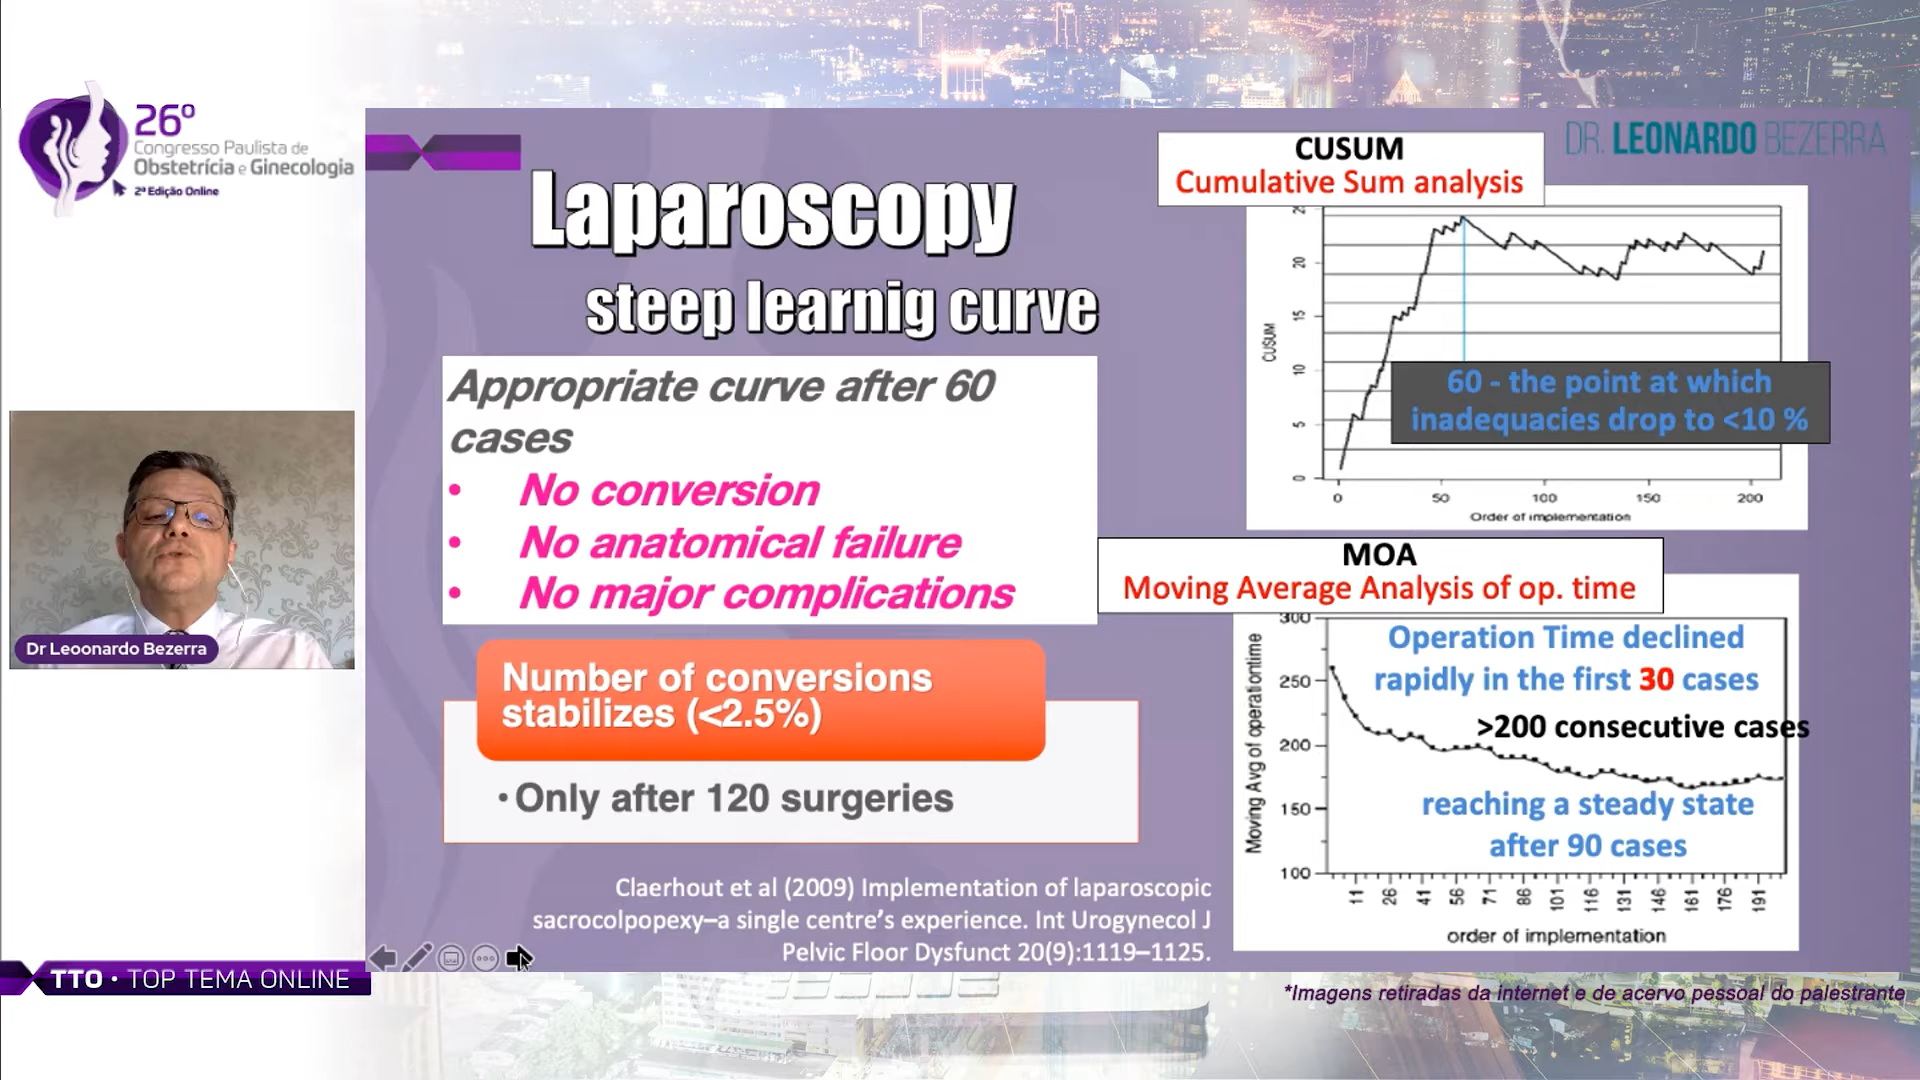 26º
Congresso Paulista de
Obstetrícia e Ginecologia
2ª Edição Online
DR. LEONARDO BEZERRA
Laparoscopy
steep learnig curve
Appropriate curve after 60
cases
• No conversion
• No anatomical failure
• No major complications
Number of conversions
stabilizes (<2.5%)
• Only after 120 surgeries
Claerhout et al (2009) Implementation of laparoscopic
sacrocolpopexy–a single centre's experience. Int Urogynecol J
Pelvic Floor Dysfunct 20(9):1119–1125.
CUSUM
Cumulative Sum analysis
20
15
10
5
0
CUSUM
60 - the point at which
inadequacies drop to <10 %
0 50 100 150 200
Order of implementation
MOA
Moving Average Analysis of op. time
300
250
200
150
100
Moving Avg of operationtime
Operation Time declined
rapidly in the first 30 cases
>200 consecutive cases
reaching a steady state
after 90 cases
11 26 41 56 71 86 101 116 131 146 161 176 191
order of implementation
Dr Leoonardo Bezerra
TTO • TOP TEMA ONLINE
*Imagens retiradas da internet e de acervo pessoal do palestrante